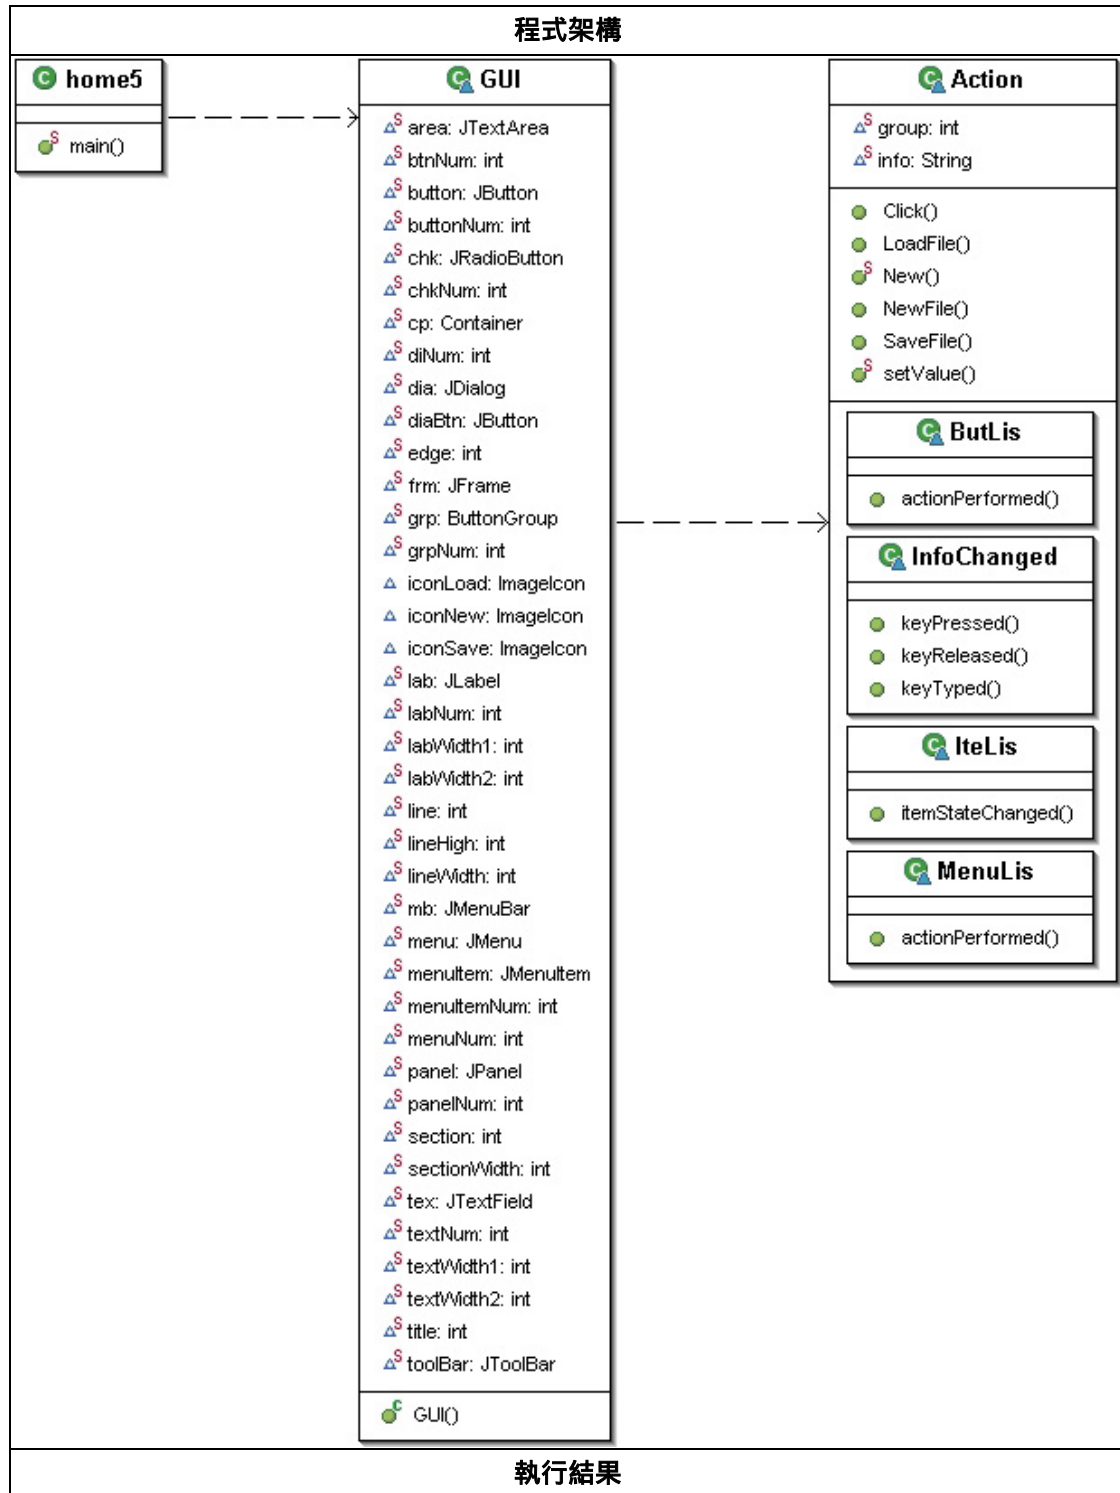 程式架構
home5
main()
GUI
area: JTextArea
btnNum: int
button: JButton
buttonNum: int
chk: JRadioButton
chkNum: int
cp: Container
diNum: int
dia: JDialog
diaBtn: JButton
edge: int
frm: JFrame
grp: ButtonGroup
grpNum: int
iconLoad: ImageIcon
iconNew: ImageIcon
iconSave: ImageIcon
lab: JLabel
labNum: int
labWidth1: int
labWidth2: int
line: int
lineHigh: int
lineWidth: int
mb: JMenuBar
menu: JMenu
menuItem: JMenuItem
menuItemNum: int
menuNum: int
panel: JPanel
panelNum: int
section: int
sectionWidth: int
tex: JTextField
textNum: int
textWidth1: int
textWidth2: int
title: int
toolBar: JToolBar
GUI()
Action
group: int
info: String
Click()
LoadFile()
New()
NewFile()
SaveFile()
setValue()
ButLis
actionPerformed()
InfoChanged
keyPressed()
keyReleased()
keyTyped()
IteLis
itemStateChanged()
MenuLis
actionPerformed()
執行結果